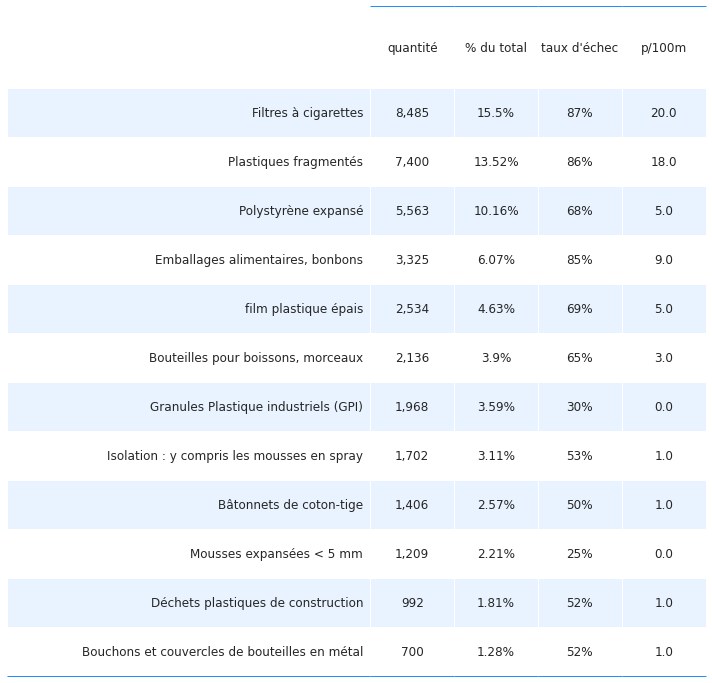 quantité % du total taux d'échec p/100m
Filtres à cigarettes 8,485 15.5% 87% 20.0
Plastiques fragmentés 7,400 13.52% 86% 18.0
Polystyrène expansé 5,563 10.16% 68% 5.0
Emballages alimentaires, bonbons 3,325 6.07% 85% 9.0
film plastique épais 2,534 4.63% 69% 5.0
Bouteilles pour boissons, morceaux 2,136 3.9% 65% 3.0
Granules Plastique industriels (GPI) 1,968 3.59% 30% 0.0
Isolation : y compris les mousses en spray 1,702 3.11% 53% 1.0
Bâtonnets de coton-tige 1,406 2.57% 50% 1.0
Mousses expansées < 5 mm 1,209 2.21% 25% 0.0
Déchets plastiques de construction 992 1.81% 52% 1.0
Bouchons et couvercles de bouteilles en métal 700 1.28% 52% 1.0